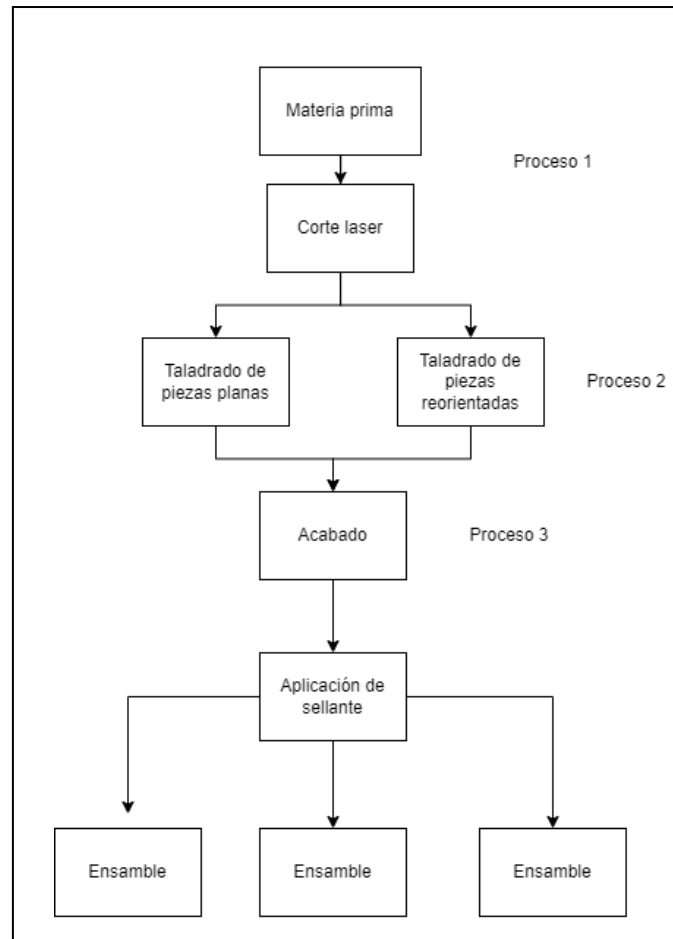 Materia prima
Proceso 1
Corte laser
Taladrado de
piezas planas
Taladrado de
piezas
reorientadas
Proceso 2
Acabado
Proceso 3
Aplicación de
sellante
Ensamble
Ensamble
Ensamble